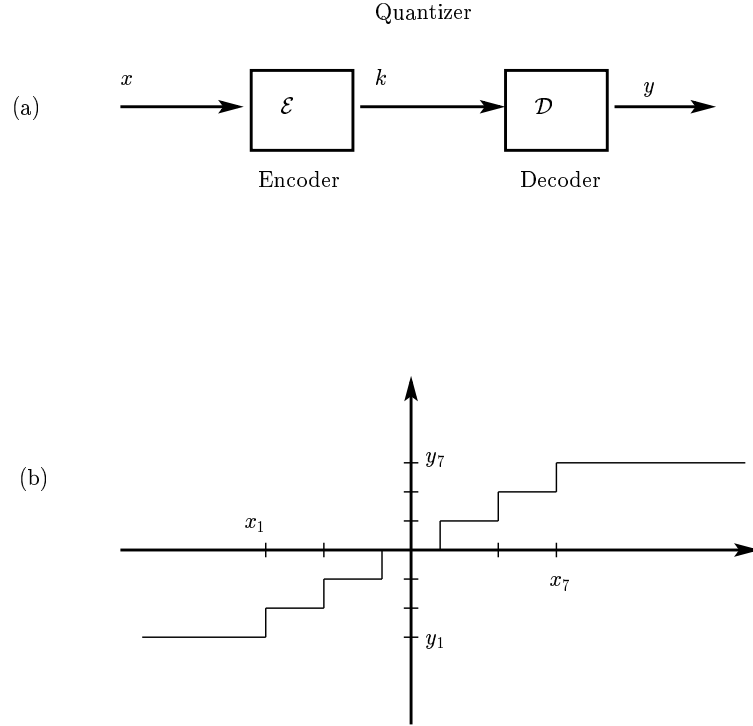 Quantizer
x
k
y
(a)
ℰ
𝒟
Encoder
Decoder
(b)
y₇
x₁
x₇
y₁